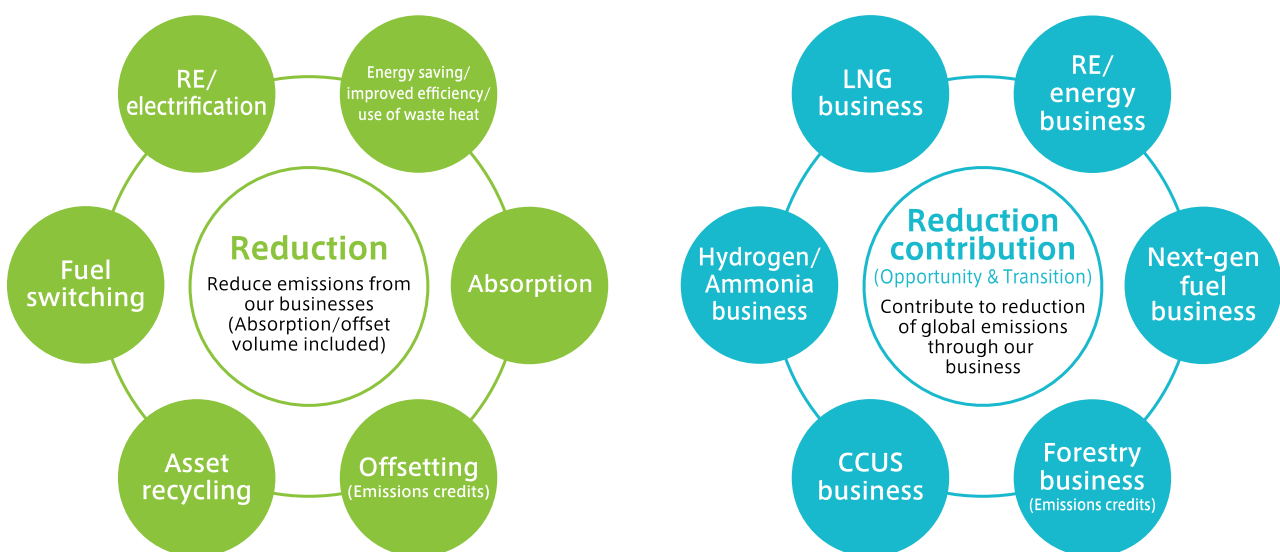 RE/
electrification
Energy saving/
improved efficiency/
use of waste heat
Fuel
switching
Reduction
Reduce emissions from
our businesses
(Absorption/offset
volume included)
Absorption
Asset
recycling
Offsetting
(Emissions credits)
LNG
business
RE/
energy
business
Hydrogen/
Ammonia
business
Reduction
contribution
(Opportunity & Transition)
Contribute to reduction
of global emissions
through our
business
Next-gen
fuel
business
CCUS
business
Forestry
business
(Emissions credits)